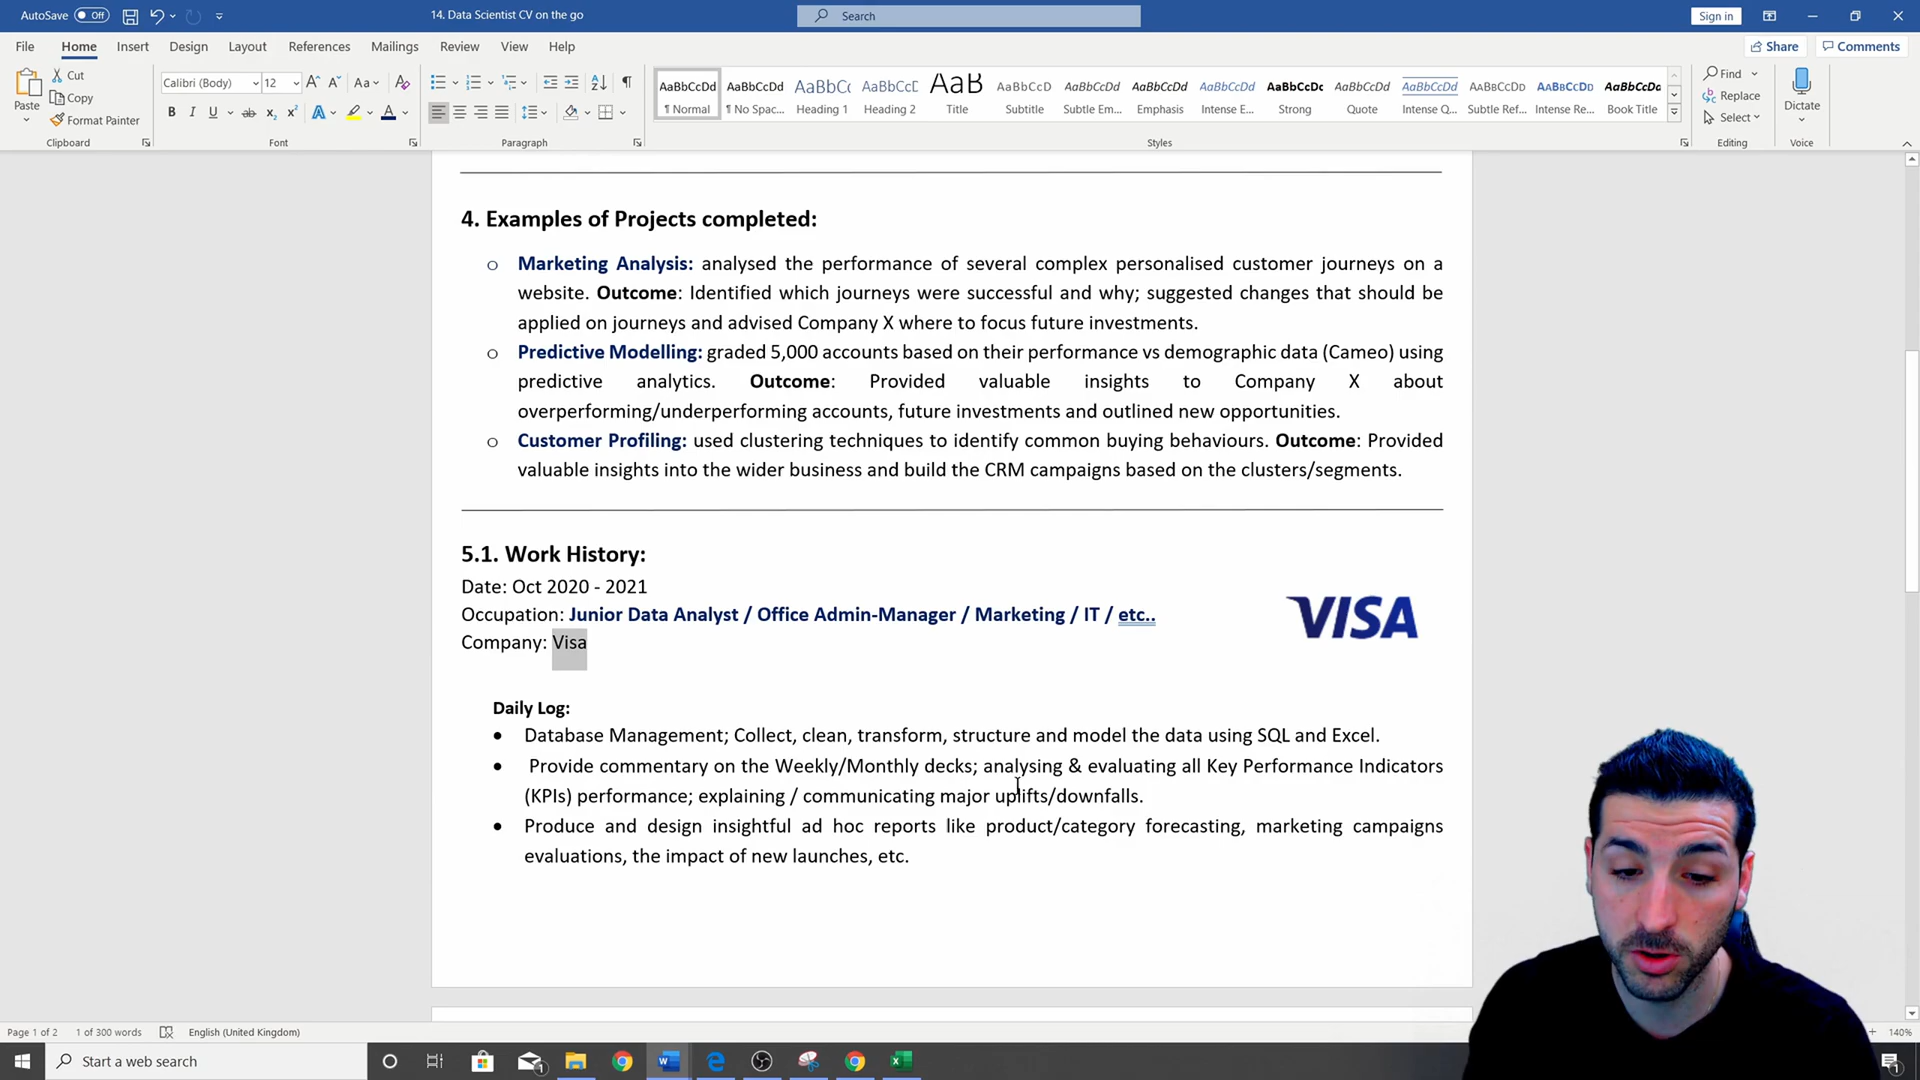 AutoSave Off 14. Data Scientist CV on the go Search Sign in
File Home Insert Design Layout References Mailings Review View Help Share Comments
Paste Cut Copy Format Painter
Calibri (Body) 12 Aa
B I U ab x₂ x² A A
AaBbCcDd AaBbCcDd AaBbCc AaBbCcE AaB AaBbCcD AaBbCcDd AaBbCcDd AaBbCcDd AaBbCcDc AaBbCcDd AaBbCcDd AaBbCcDd AaBbCcDd AaBbCcDc
¶ Normal ¶ No Spac... Heading 1 Heading 2 Title Subtitle Subtle Em... Emphasis Intense E... Strong Quote Intense Q... Subtle Ref... Intense Re... Book Title
Find Replace Select Dictate
Clipboard Font Paragraph Styles Editing Voice
4. Examples of Projects completed:
o Marketing Analysis: analysed the performance of several complex personalised customer journeys on a
website. Outcome: Identified which journeys were successful and why; suggested changes that should be
applied on journeys and advised Company X where to focus future investments.
o Predictive Modelling: graded 5,000 accounts based on their performance vs demographic data (Cameo) using
predictive analytics. Outcome: Provided valuable insights to Company X about
overperforming/underperforming accounts, future investments and outlined new opportunities.
o Customer Profiling: used clustering techniques to identify common buying behaviours. Outcome: Provided
valuable insights into the wider business and build the CRM campaigns based on the clusters/segments.
5.1. Work History:
Date: Oct 2020 - 2021
Occupation: Junior Data Analyst / Office Admin-Manager / Marketing / IT / etc..
VISA
Company: Visa
Daily Log:
• Database Management; Collect, clean, transform, structure and model the data using SQL and Excel.
• Provide commentary on the Weekly/Monthly decks; analysing & evaluating all Key Performance Indicators
(KPIs) performance; explaining / communicating major uplifts/downfalls.
• Produce and design insightful ad hoc reports like product/category forecasting, marketing campaigns
evaluations, the impact of new launches, etc.
Page 1 of 2 1 of 300 words English (United Kingdom) 140%
Start a web search